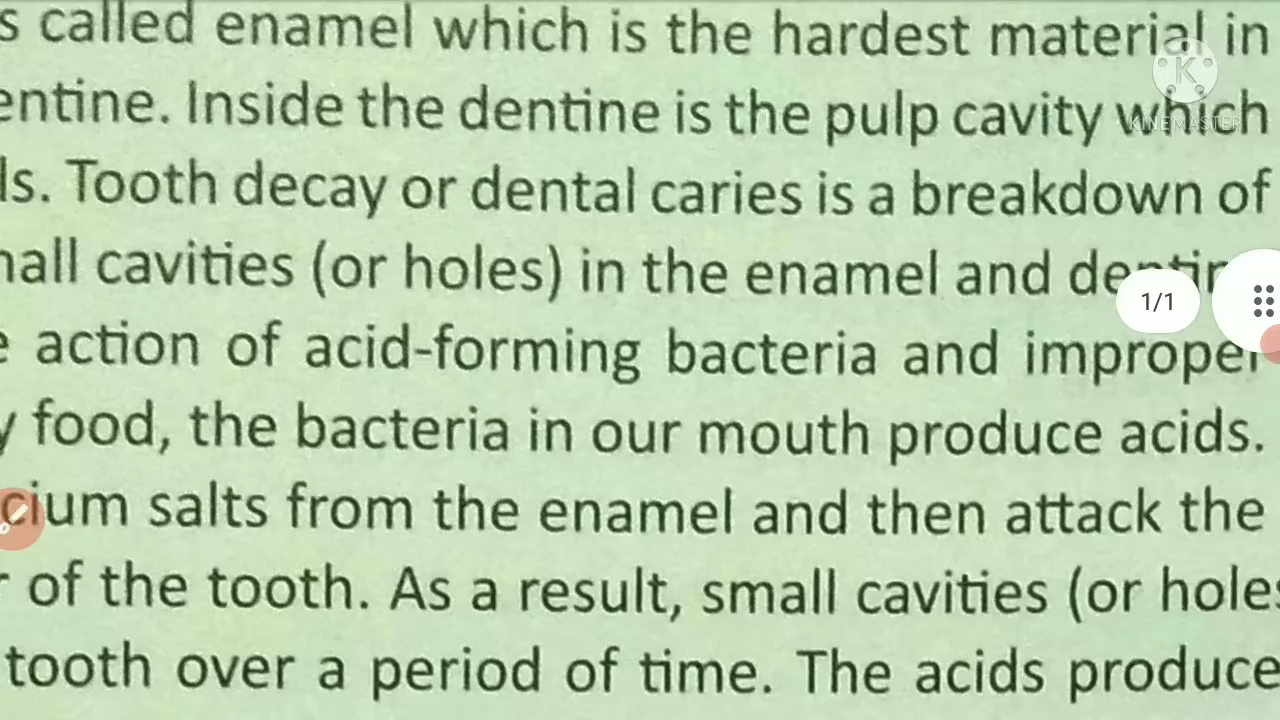 s called enamel which is the hardest material in
entine. Inside the dentine is the pulp cavity which
ls. Tooth decay or dental caries is a breakdown of
nall cavities (or holes) in the enamel and dentin
e action of acid-forming bacteria and improper
y food, the bacteria in our mouth produce acids.
cium salts from the enamel and then attack the
r of the tooth. As a result, small cavities (or holes
tooth over a period of time. The acids produce
K
KINEMASTER
1/1